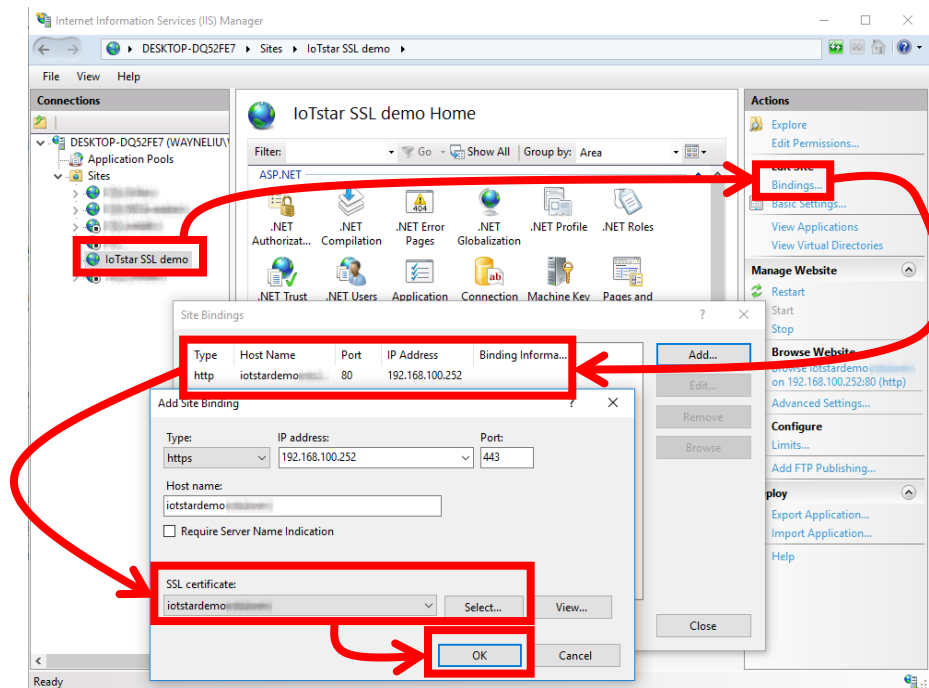 Internet Information Services (IIS) Manager
DESKTOP-DQ52FE7 Sites IoTstar SSL demo
File View Help
Connections
DESKTOP-DQ52FE7 (WAYNELIU\
Application Pools
Sites
IoTstar SSL demo
IoTstar SSL demo Home
Filter: Go Show All Group by: Area
ASP.NET
.NET Authorizat...
.NET Compilation
404
.NET Error Pages
.NET Globalization
.NET Profile
.NET Roles
.NET Trust
.NET Users
Application
ab
Connection
Machine Key
Pages and
Actions
Explore
Edit Permissions...
Edit Site
Bindings...
Basic Settings...
View Applications
View Virtual Directories
Manage Website
Restart
Start
Stop
Browse Website
Browse iotstardemo
on 192.168.100.252:80 (http)
Advanced Settings...
Configure
Limits...
Add FTP Publishing...
ploy
Export Application...
Import Application...
Help
Site Bindings ?
Type Host Name Port IP Address Binding Informa...
http iotstardemo 80 192.168.100.252
Add...
Edit...
Remove
Browse
Close
Add Site Binding ?
Type: IP address: Port:
https 192.168.100.252 443
Host name:
iotstardemo
Require Server Name Indication
SSL certificate:
iotstardemo Select... View...
OK Cancel
Ready